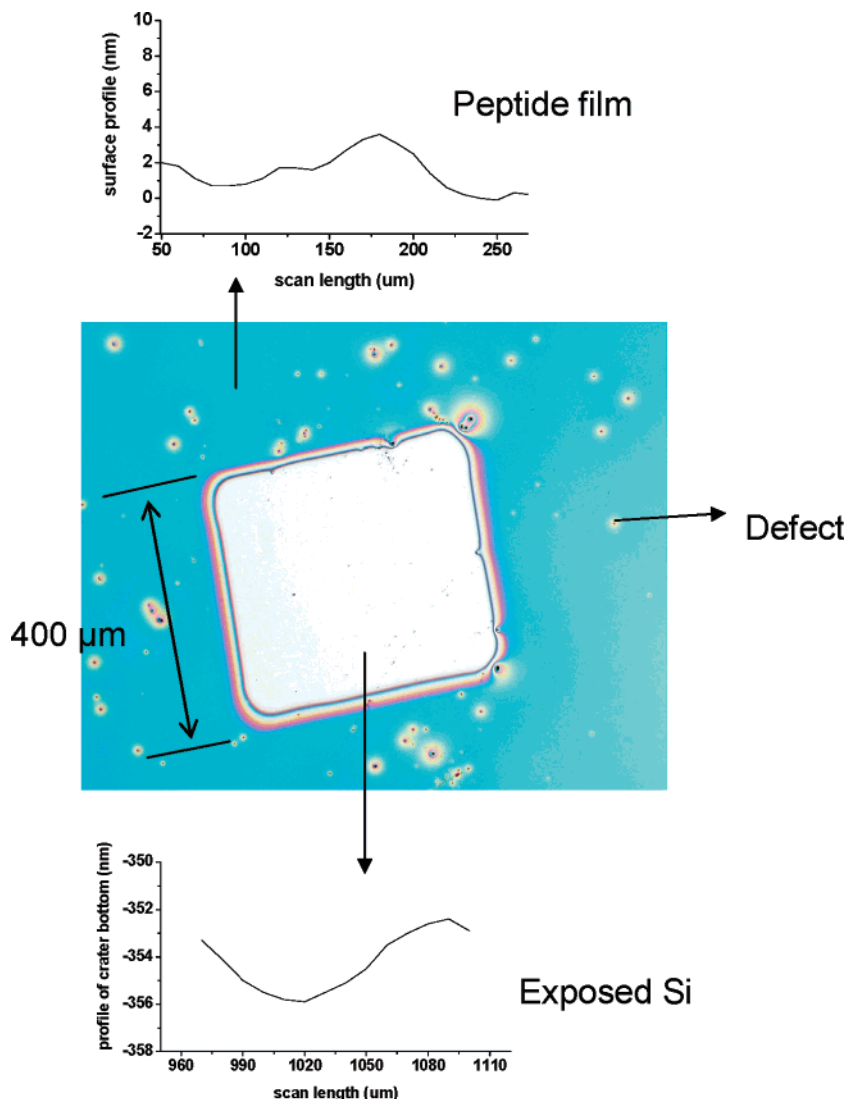 10
8
6
4
2
0
-2
surface profile (nm)
50 100 150 200 250
scan length (um)
Peptide film
Defect
400 µm
-350
-352
-354
-356
-358
profile of crater bottom (nm)
960 990 1020 1050 1080 1110
scan length (um)
Exposed Si